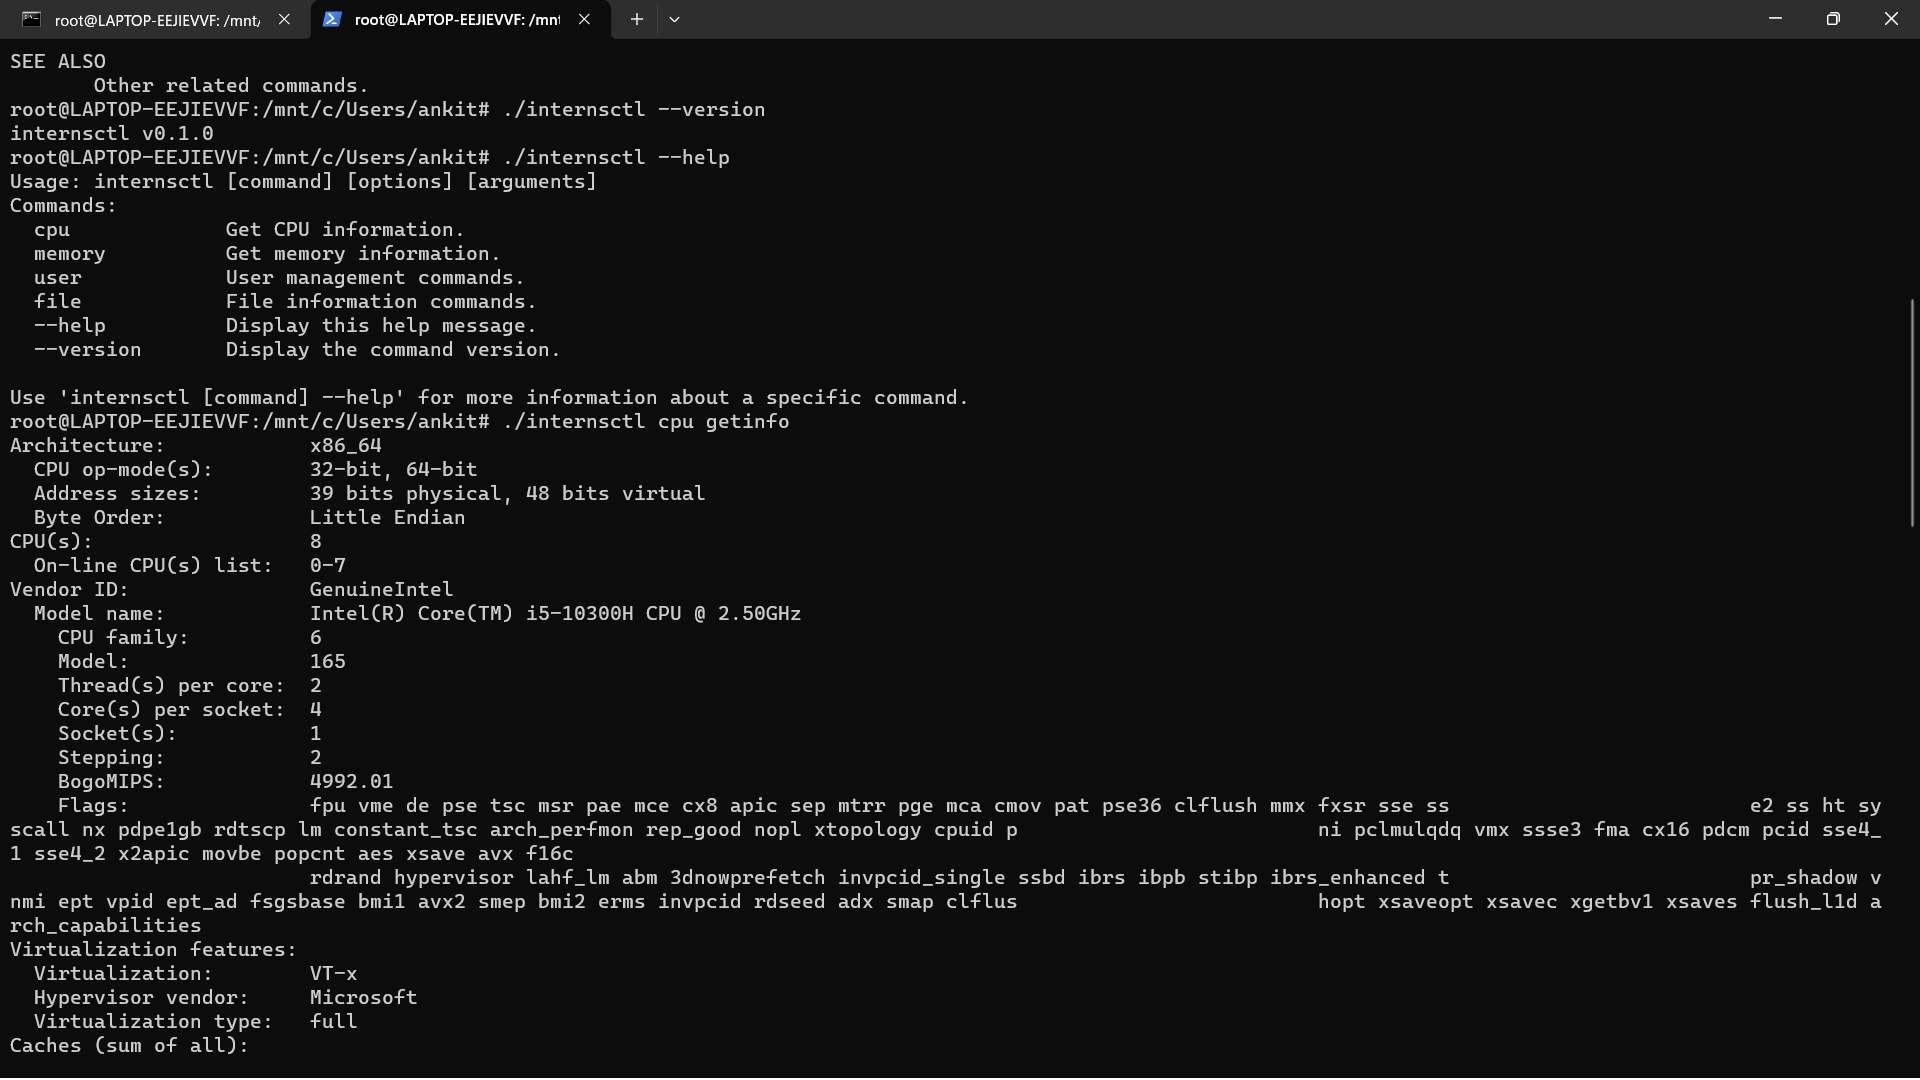 root@LAPTOP-EEJIEVVF: /mnt/ root@LAPTOP-EEJIEVVF: /mnt
SEE ALSO
       Other related commands.
root@LAPTOP-EEJIEVVF:/mnt/c/Users/ankit# ./internsctl --version
internsctl v0.1.0
root@LAPTOP-EEJIEVVF:/mnt/c/Users/ankit# ./internsctl --help
Usage: internsctl [command] [options] [arguments]
Commands:
  cpu             Get CPU information.
  memory          Get memory information.
  user            User management commands.
  file            File information commands.
  --help          Display this help message.
  --version       Display the command version.

Use 'internsctl [command] --help' for more information about a specific command.
root@LAPTOP-EEJIEVVF:/mnt/c/Users/ankit# ./internsctl cpu getinfo
Architecture:            x86_64
  CPU op-mode(s):        32-bit, 64-bit
  Address sizes:         39 bits physical, 48 bits virtual
  Byte Order:            Little Endian
CPU(s):                  8
  On-line CPU(s) list:   0-7
Vendor ID:               GenuineIntel
  Model name:            Intel(R) Core(TM) i5-10300H CPU @ 2.50GHz
    CPU family:          6
    Model:               165
    Thread(s) per core:  2
    Core(s) per socket:  4
    Socket(s):           1
    Stepping:            2
    BogoMIPS:            4992.01
    Flags:               fpu vme de pse tsc msr pae mce cx8 apic sep mtrr pge mca cmov pat pse36 clflush mmx fxsr sse ss                         e2 ss ht sy
scall nx pdpe1gb rdtscp lm constant_tsc arch_perfmon rep_good nopl xtopology cpuid p                         ni pclmulqdq vmx ssse3 fma cx16 pdcm pcid sse4_
1 sse4_2 x2apic movbe popcnt aes xsave avx f16c
                         rdrand hypervisor lahf_lm abm 3dnowprefetch invpcid_single ssbd ibrs ibpb stibp ibrs_enhanced t                         pr_shadow v
nmi ept vpid ept_ad fsgsbase bmi1 avx2 smep bmi2 erms invpcid rdseed adx smap clflus                         hopt xsaveopt xsavec xgetbv1 xsaves flush_l1d a
rch_capabilities
Virtualization features:
  Virtualization:        VT-x
  Hypervisor vendor:     Microsoft
  Virtualization type:   full
Caches (sum of all):